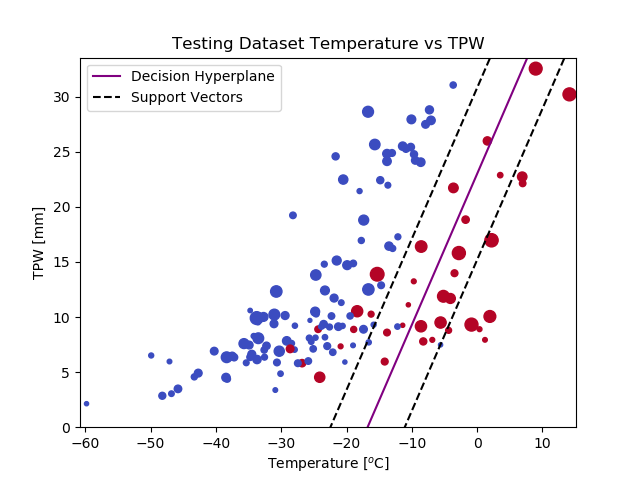 Testing Dataset Temperature vs TPW
Decision Hyperplane
Support Vectors
TPW [mm]
30
25
20
15
10
5
0
−60 −50 −40 −30 −20 −10 0 10
Temperature [°C]